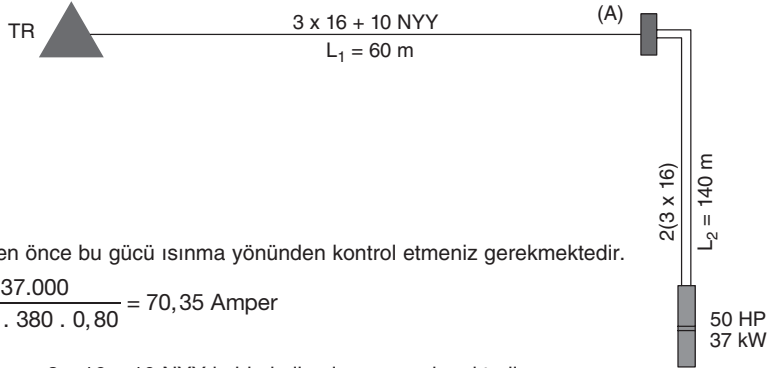 TR
3 x 16 + 10 NYY
L₁ = 60 m
(A)
2(3 x 16)
L₂ = 140 m
önce bu gücü ısınma yönünden kontrol etmeniz gerekmektedir.
37.000
. 380 . 0,80
= 70,35 Amper
50 HP
37 kW